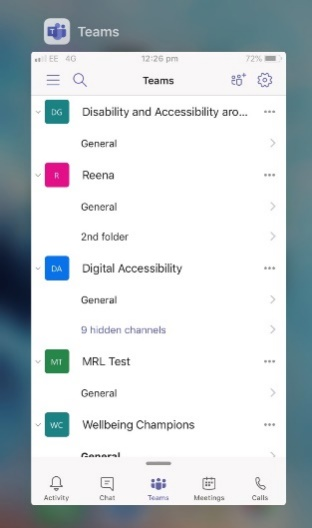 Teams
EE 4G 12:26 pm 72%
Teams
DG Disability and Accessibility aro...
General
R Reena
General
2nd folder
DA Digital Accessibility
General
9 hidden channels
MT MRL Test
General
WC Wellbeing Champions
General
Activity Chat Teams Meetings Calls